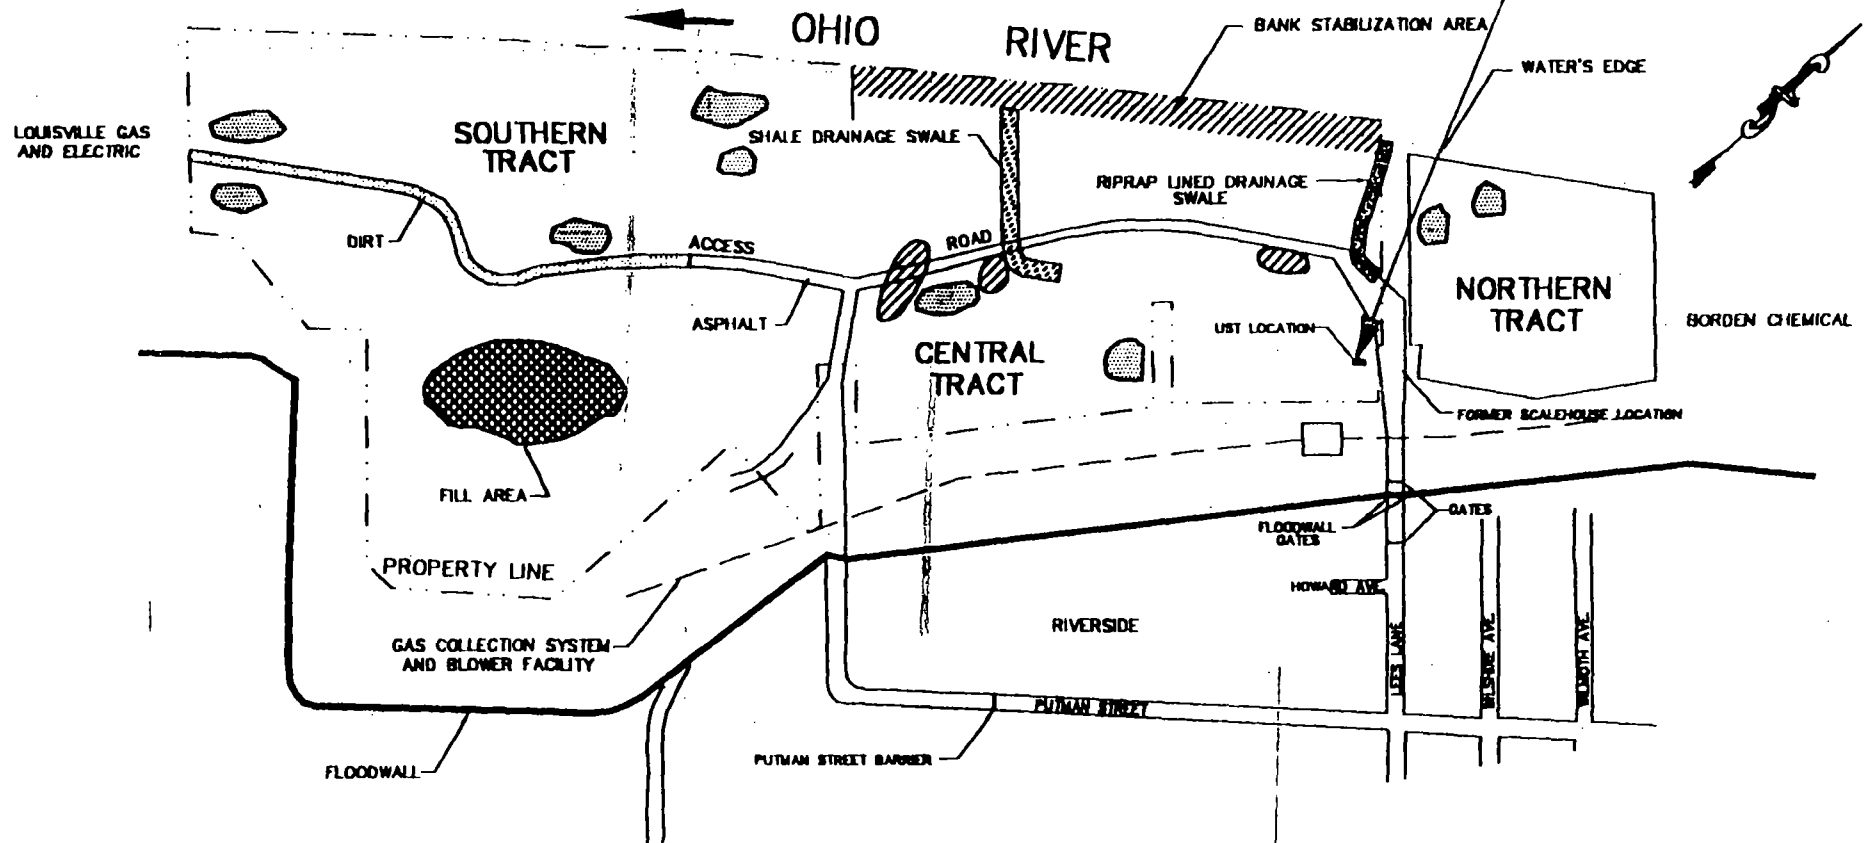 OHIO RIVER
BANK STABILIZATION AREA
WATER'S EDGE
LOUISVILLE GAS
AND ELECTRIC
SOUTHERN
TRACT
SHALE DRAINAGE SWALE
RIPRAP LINED DRAINAGE
SWALE
DIRT
ACCESS
ROAD
NORTHERN
TRACT
BORDEN CHEMICAL
ASPHALT
UST LOCATION
CENTRAL
TRACT
FORMER SCALEHOUSE LOCATION
FILL AREA
GATES
FLOODWALL
GATES
PROPERTY LINE
HOWARD AVE.
RIVERSIDE
GAS COLLECTION SYSTEM
AND BLOWER FACILITY
LEES LANE
WILSHIRE AVE.
WILMOTH AVE.
PUTMAN STREET
PUTMAN STREET BARRIER
FLOODWALL